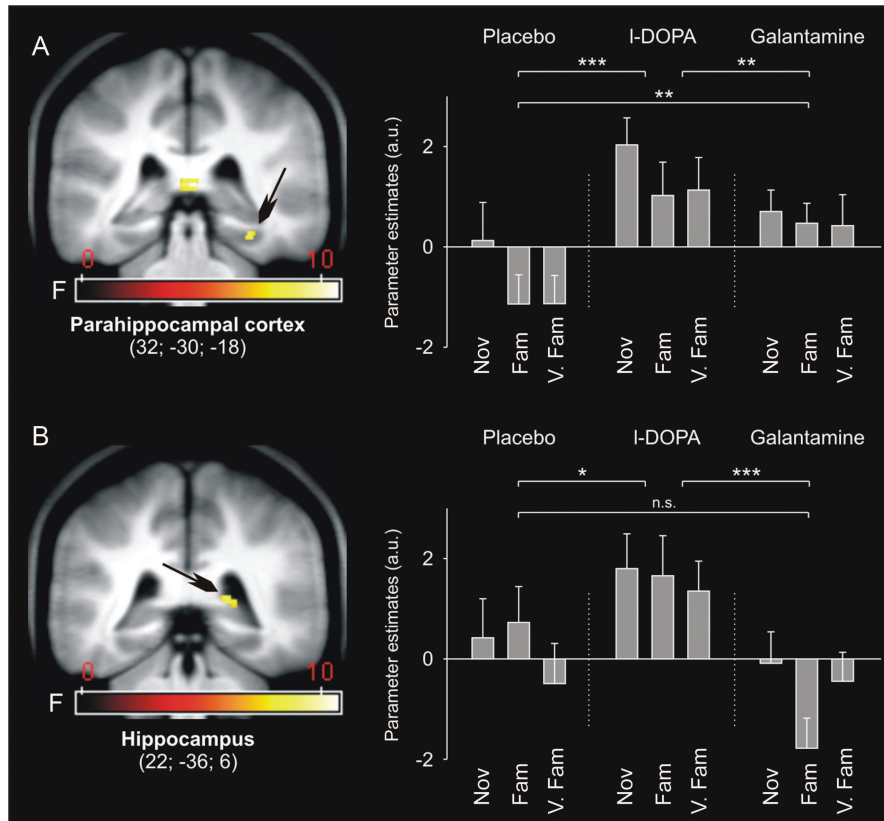 A
Placebo
l-DOPA
Galantamine
***
**
**
Parameter estimates (a.u.)
2
0
-2
Nov
Fam
V. Fam
Nov
Fam
V. Fam
Nov
Fam
V. Fam
0
10
F
Parahippocampal cortex
(32; -30; -18)
B
Placebo
l-DOPA
Galantamine
*
***
n.s.
Parameter estimates (a.u.)
2
0
-2
Nov
Fam
V. Fam
Nov
Fam
V. Fam
Nov
Fam
V. Fam
0
10
F
Hippocampus
(22; -36; 6)